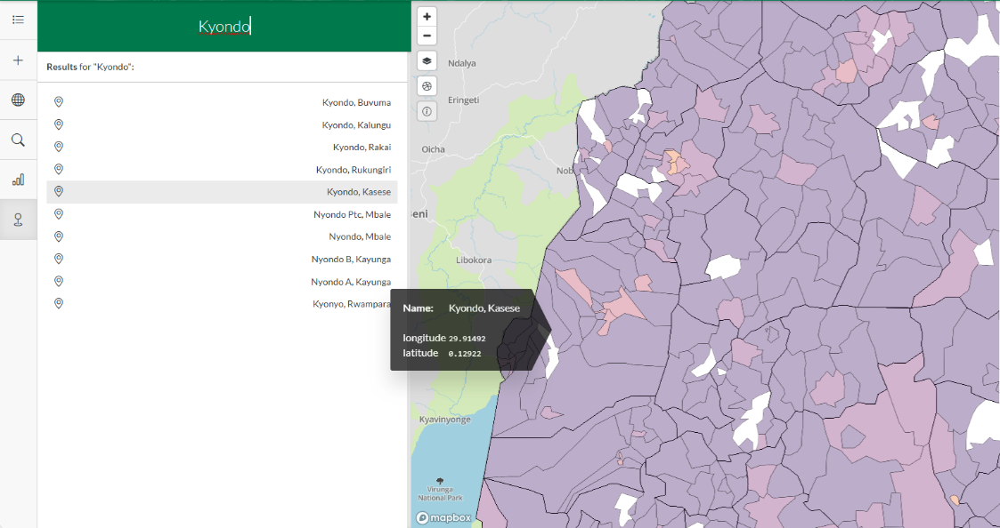 Kyondo
Results for "Kyondo":
Kyondo, Buvuma
Kyondo, Kalungu
Kyondo, Rakai
Kyondo, Rukungiri
Kyondo, Kasese
Nyondo Ptc, Mbale
Nyondo, Mbale
Nyondo B, Kayunga
Nyondo A, Kayunga
Kyonyo, Rwampara
+
−
Ndalya
Eringeti
Oicha
Nob
Beni
Libokora
Name: Kyondo, Kasese
longitude 29.91492
latitude 0.12922
Kyavinyonge
Virunga
National Park
mapbox